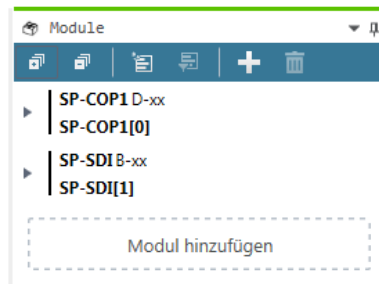 Module
SP-COP1 D-xx
SP-COP1[0]
SP-SDI B-xx
SP-SDI[1]
Modul hinzufügen